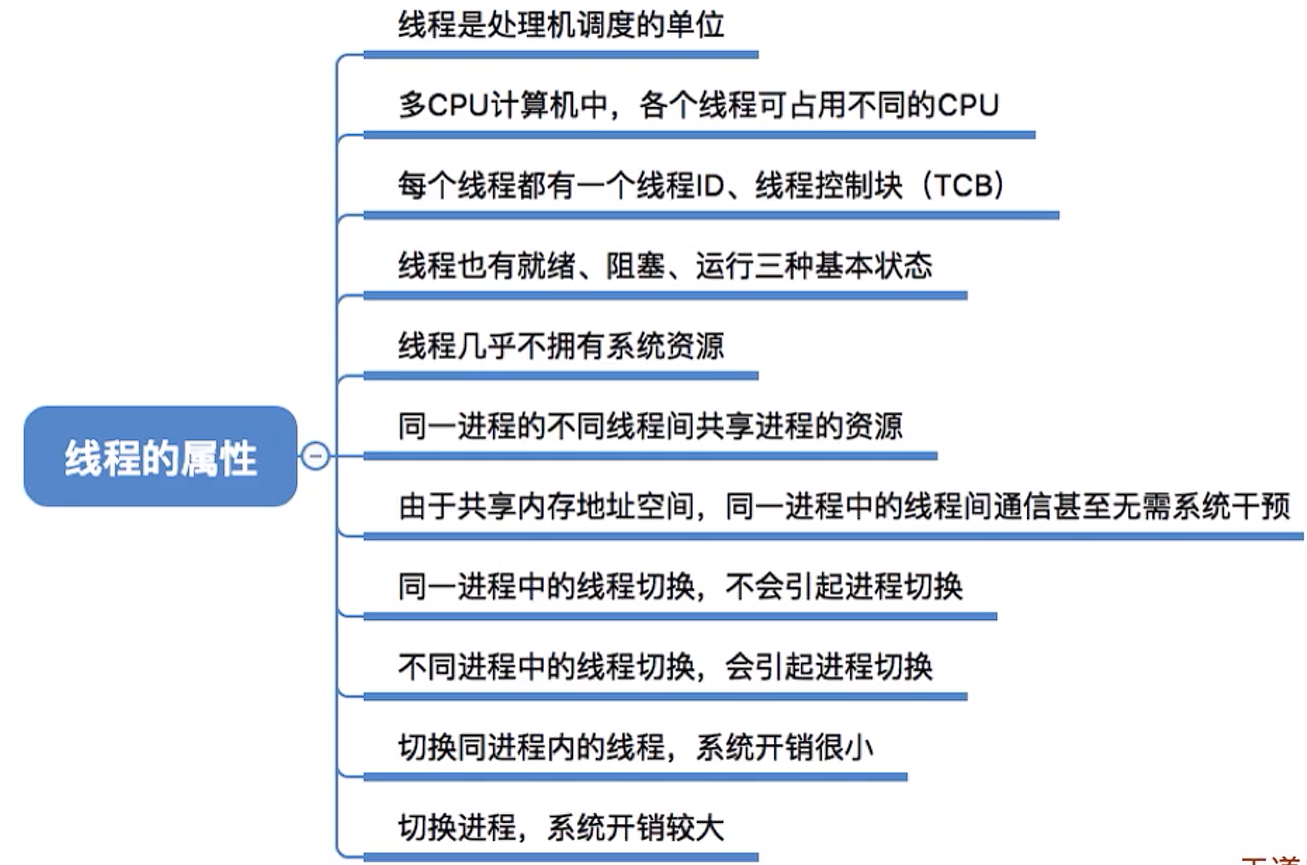 线程是处理机调度的单位
多CPU计算机中，各个线程可占用不同的CPU
每个线程都有一个线程ID、线程控制块（TCB）
线程也有就绪、阻塞、运行三种基本状态
线程几乎不拥有系统资源
线程的属性
同一进程的不同线程间共享进程的资源
由于共享内存地址空间，同一进程中的线程间通信甚至无需系统干预
同一进程中的线程切换，不会引起进程切换
不同进程中的线程切换，会引起进程切换
切换同进程内的线程，系统开销很小
切换进程，系统开销较大